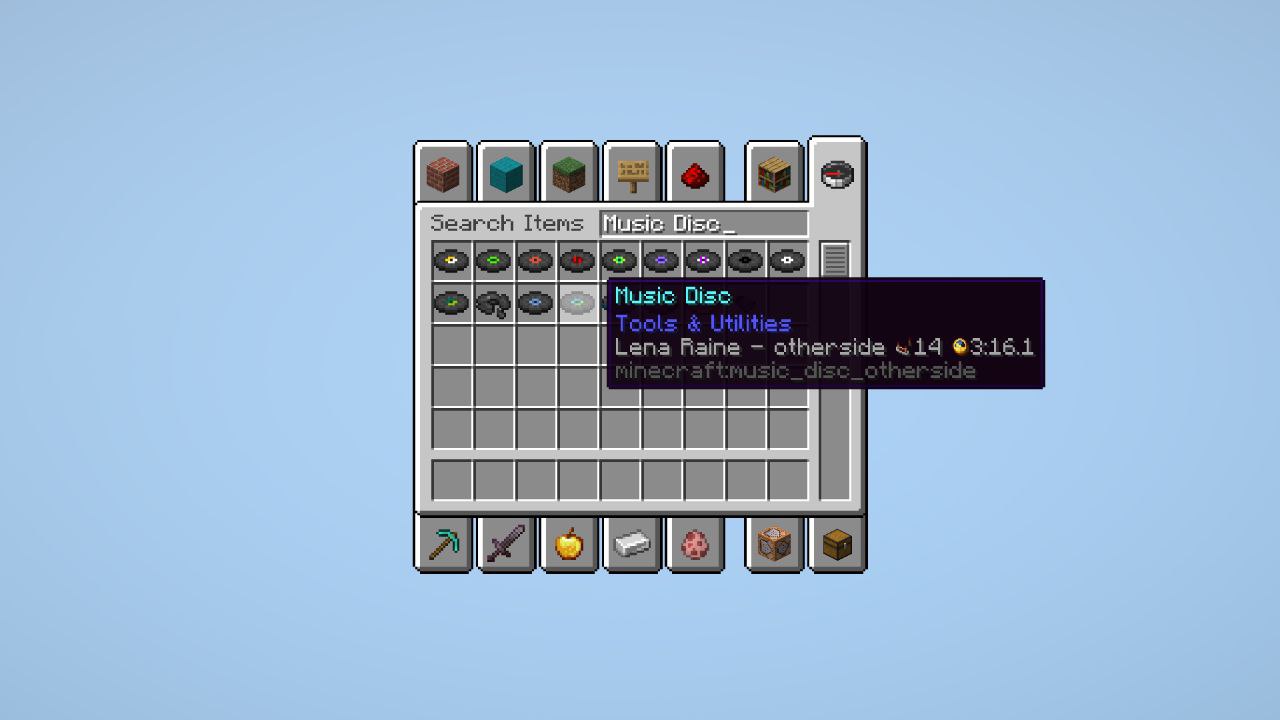 Search Items
Music Disc_
Music Disc
Tools & Utilities
Lena Raine - otherside 14 3:16.1
minecraft:music_disc_otherside